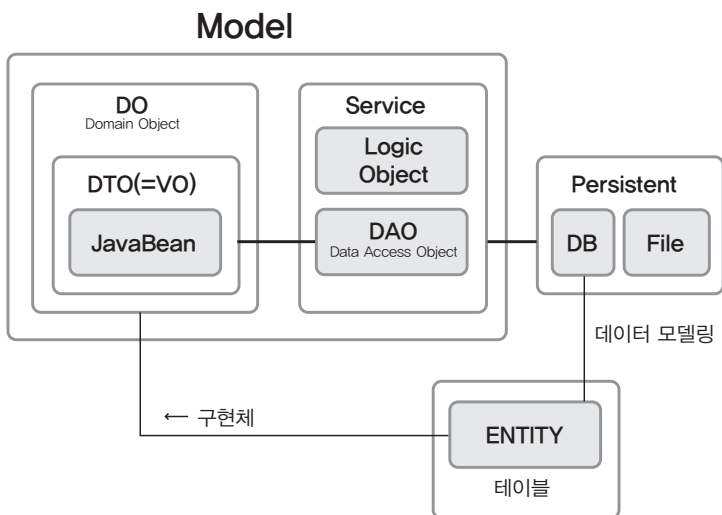 Model
DO
Domain Object
DTO(=VO)
JavaBean
Service
Logic
Object
DAO
Data Access Object
Persistent
DB
File
데이터 모델링
← 구현체
ENTITY
테이블